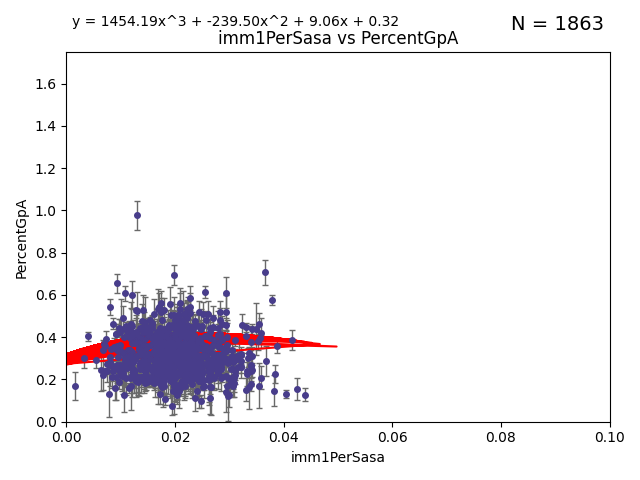 y = 1454.19x^3 + -239.50x^2 + 9.06x + 0.32
N = 1863
imm1PerSasa vs PercentGpA
1.6
1.4
1.2
1.0
0.8
0.6
0.4
0.2
0.0
PercentGpA
0.00 0.02 0.04 0.06 0.08 0.10
imm1PerSasa